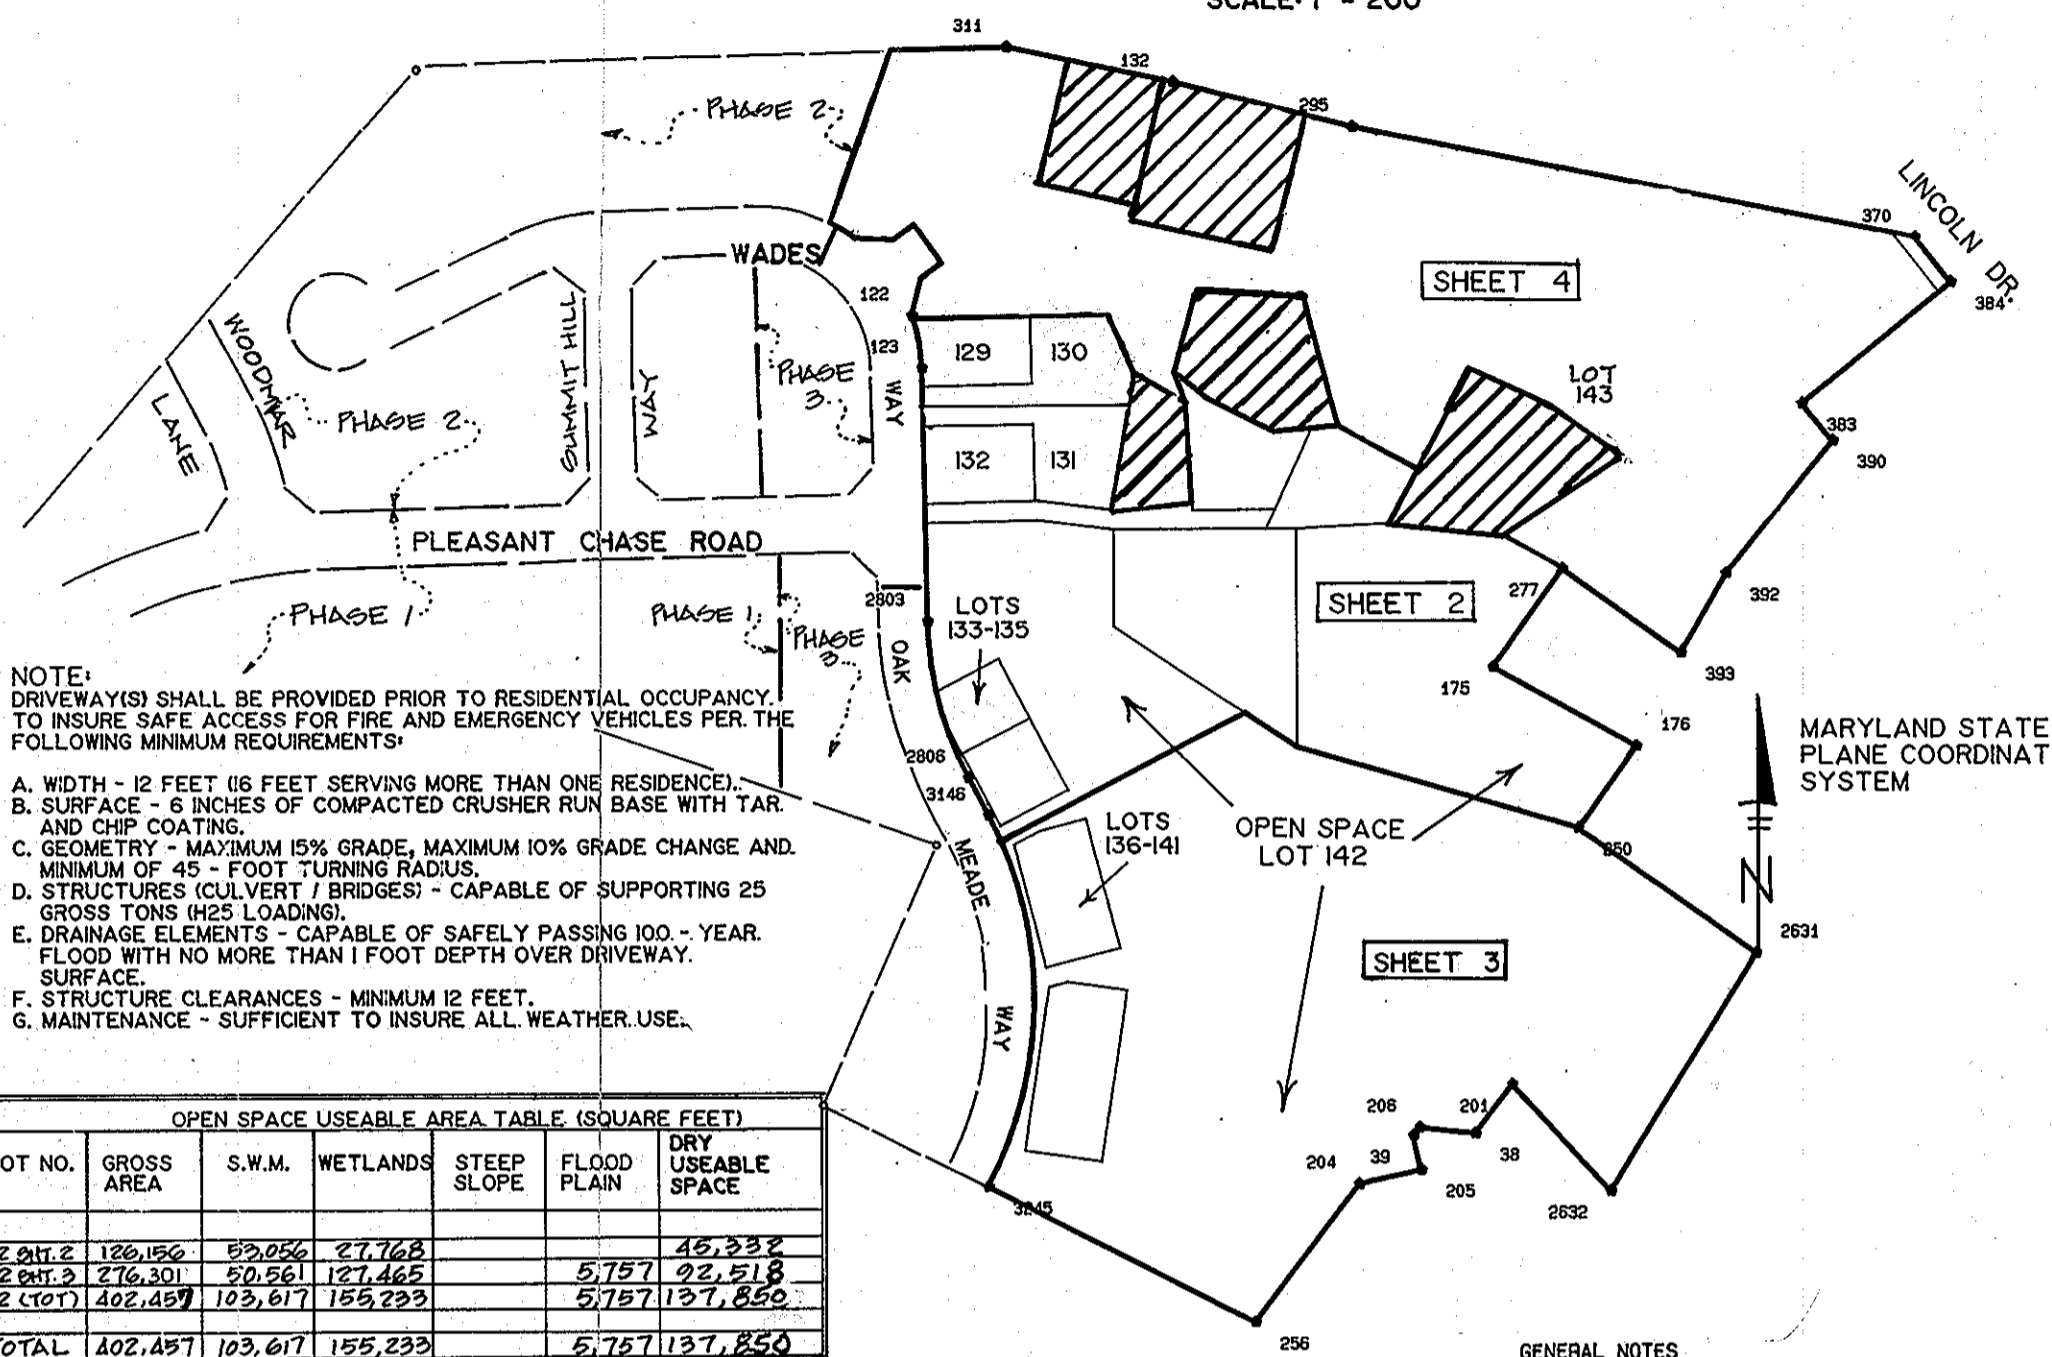 SCALE: 1" = 200'
311
132
295
370
LINCOLN DR.
384
PHASE 2
WADES
122
SHEET 4
WOODMAR
LANE
SUMMIT HILL
WAY
PHASE 3
123
WAY
129
130
LOT
143
383
390
PHASE 2
132
131
PLEASANT CHASE ROAD
PHASE 1
PHASE 1
PHASE 3
2803
OAK
LOTS
133-135
277
SHEET 2
392
393
175
176
NOTE:
DRIVEWAY(S) SHALL BE PROVIDED PRIOR TO RESIDENTIAL OCCUPANCY.
TO INSURE SAFE ACCESS FOR FIRE AND EMERGENCY VEHICLES PER. THE
FOLLOWING MINIMUM REQUIREMENTS:
A. WIDTH - 12 FEET (16 FEET SERVING MORE THAN ONE RESIDENCE).
B. SURFACE - 6 INCHES OF COMPACTED CRUSHER RUN BASE WITH TAR
AND CHIP COATING.
C. GEOMETRY - MAXIMUM 15% GRADE, MAXIMUM 10% GRADE CHANGE AND
MINIMUM OF 45 - FOOT TURNING RADIUS.
D. STRUCTURES (CULVERT / BRIDGES) - CAPABLE OF SUPPORTING 25
GROSS TONS (H25 LOADING).
E. DRAINAGE ELEMENTS - CAPABLE OF SAFELY PASSING 100 - YEAR
FLOOD WITH NO MORE THAN 1 FOOT DEPTH OVER DRIVEWAY
SURFACE.
F. STRUCTURE CLEARANCES - MINIMUM 12 FEET.
G. MAINTENANCE - SUFFICIENT TO INSURE ALL WEATHER USE.
MARYLAND STATE
PLANE COORDINAT
SYSTEM
2806
3146
MEADE
WAY
LOTS
136-141
OPEN SPACE
LOT 142
N
2631
SHEET 3
206
201
204
39
38
205
2632
3245
256
OPEN SPACE USEABLE AREA TABLE (SQUARE FEET)
OT NO. GROSS AREA S.W.M. WETLANDS STEEP SLOPE FLOOD PLAIN DRY USEABLE SPACE
2 SHT. 2 126,156 53,056 27,768 45,332
2 SHT. 3 276,301 50,561 127,465 5,757 92,518
2 (TOT) 402,457 103,617 155,233 5,757 137,850
OTAL 402,457 103,617 155,233 5,757 137,850
GENERAL NOTES